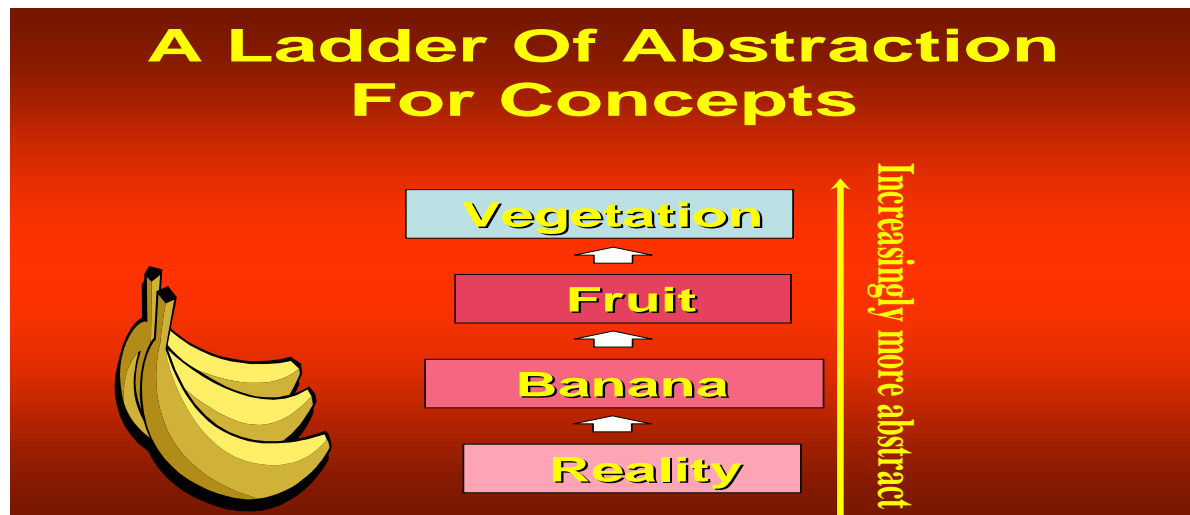 A Ladder Of Abstraction
For Concepts
Vegetation
Fruit
Banana
Reality
Increasingly more abstract